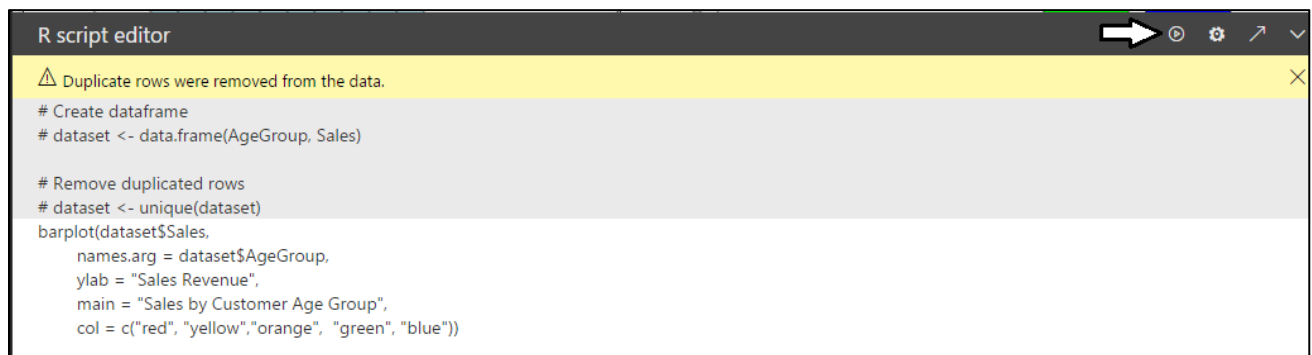 R script editor
Duplicate rows were removed from the data.
# Create dataframe
# dataset <- data.frame(AgeGroup, Sales)
# Remove duplicated rows
# dataset <- unique(dataset)
barplot(dataset$Sales,
names.arg = dataset$AgeGroup,
ylab = "Sales Revenue",
main = "Sales by Customer Age Group",
col = c("red", "yellow","orange",  "green", "blue"))